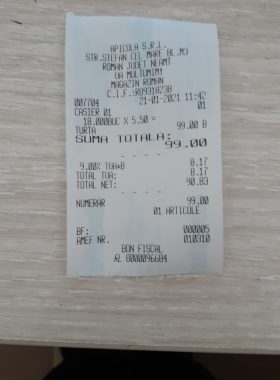 APICOLA S.R.L.
STR.STEFAN CEL MARE BL.M3
ROMAN JUDET NEAMT
VA MULTUMIM!
MAGAZIN ROMAN
C.I.F.:RO9318238
007704 21-01-2021 11:42
CASIER 01 01
18.000BUC X 5.50 =
TURTA 99.00 B
SUMA TOTALA:
99.00
- - - -
9.00% TVA*B 8.17
TOTAL TVA: 8.17
TOTAL NET: 90.83
- - - -
NUMERAR 99.00
01 ARTICOLE
- - - -
BF: 000005
AMEF NR. 010310
BON FISCAL
8000096684